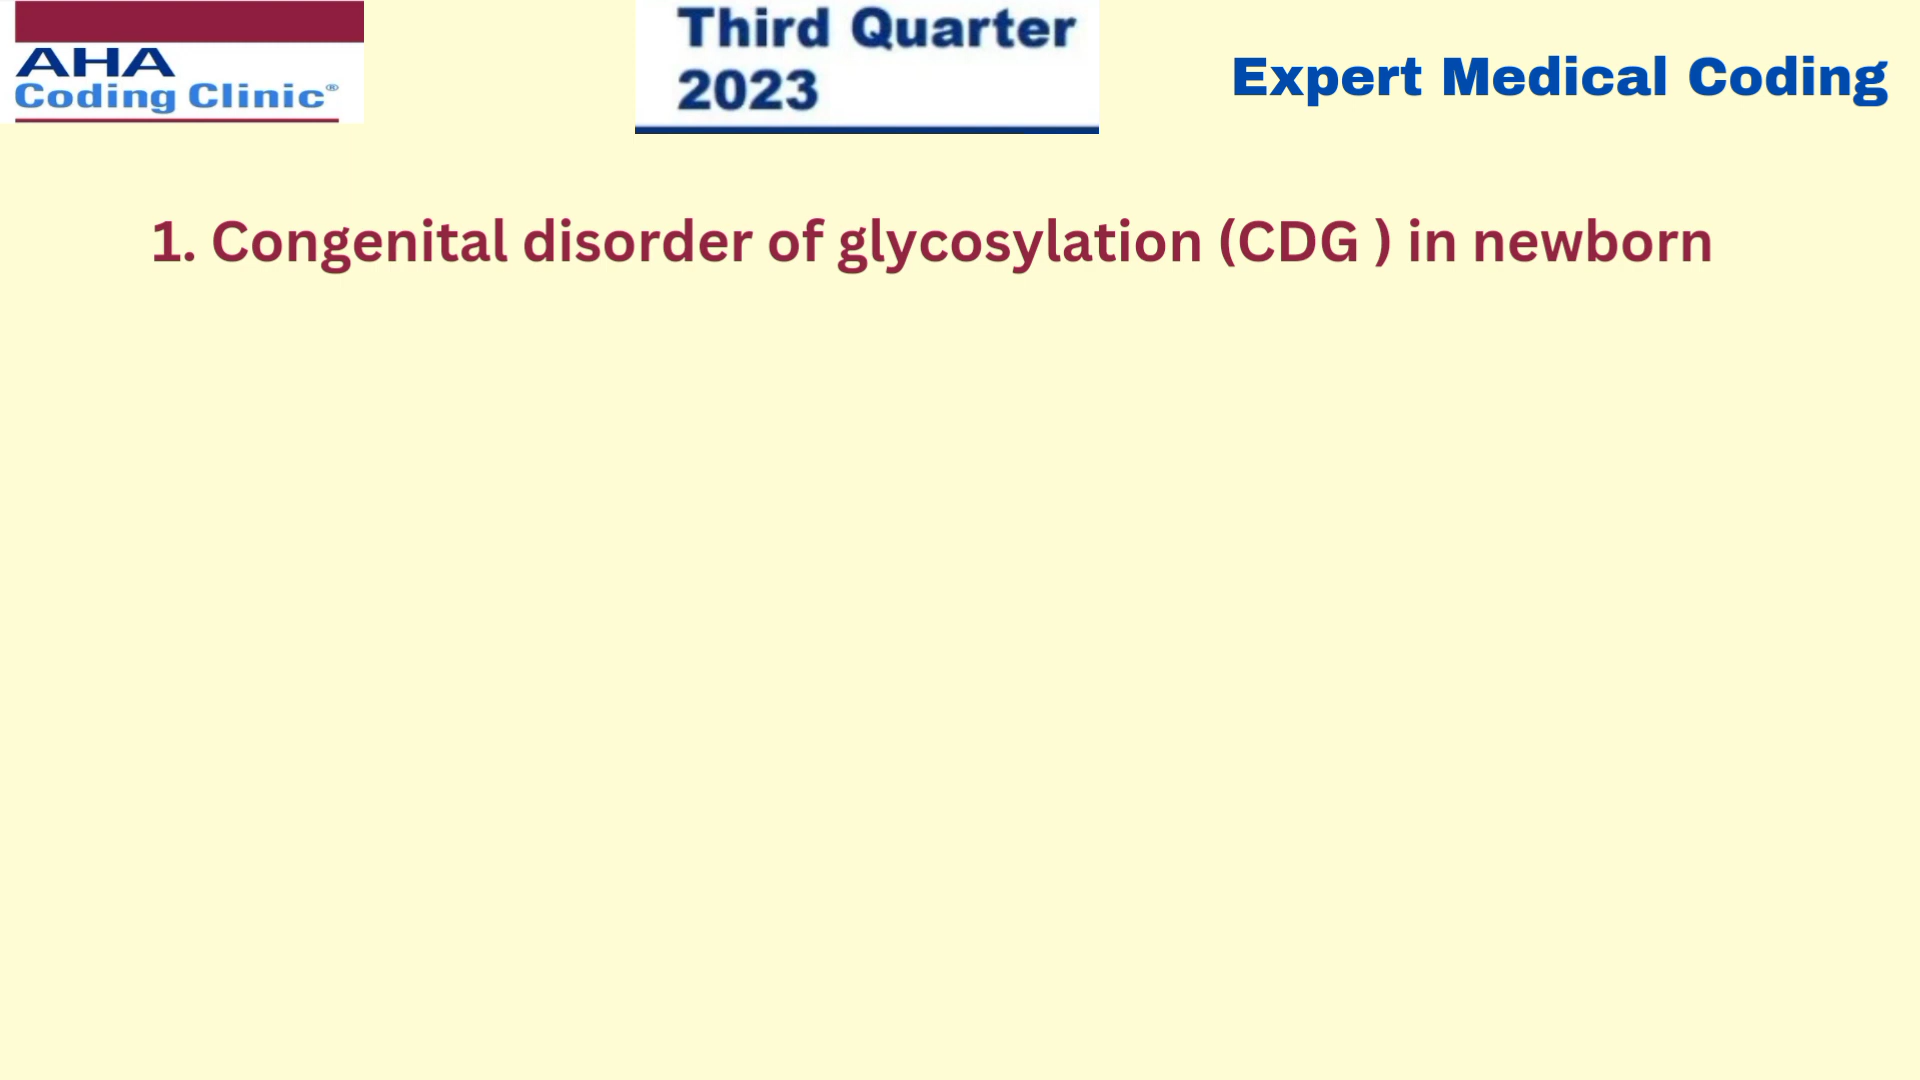 AHA
Coding Clinic®
Third Quarter
2023
Expert Medical Coding
1. Congenital disorder of glycosylation (CDG ) in newborn